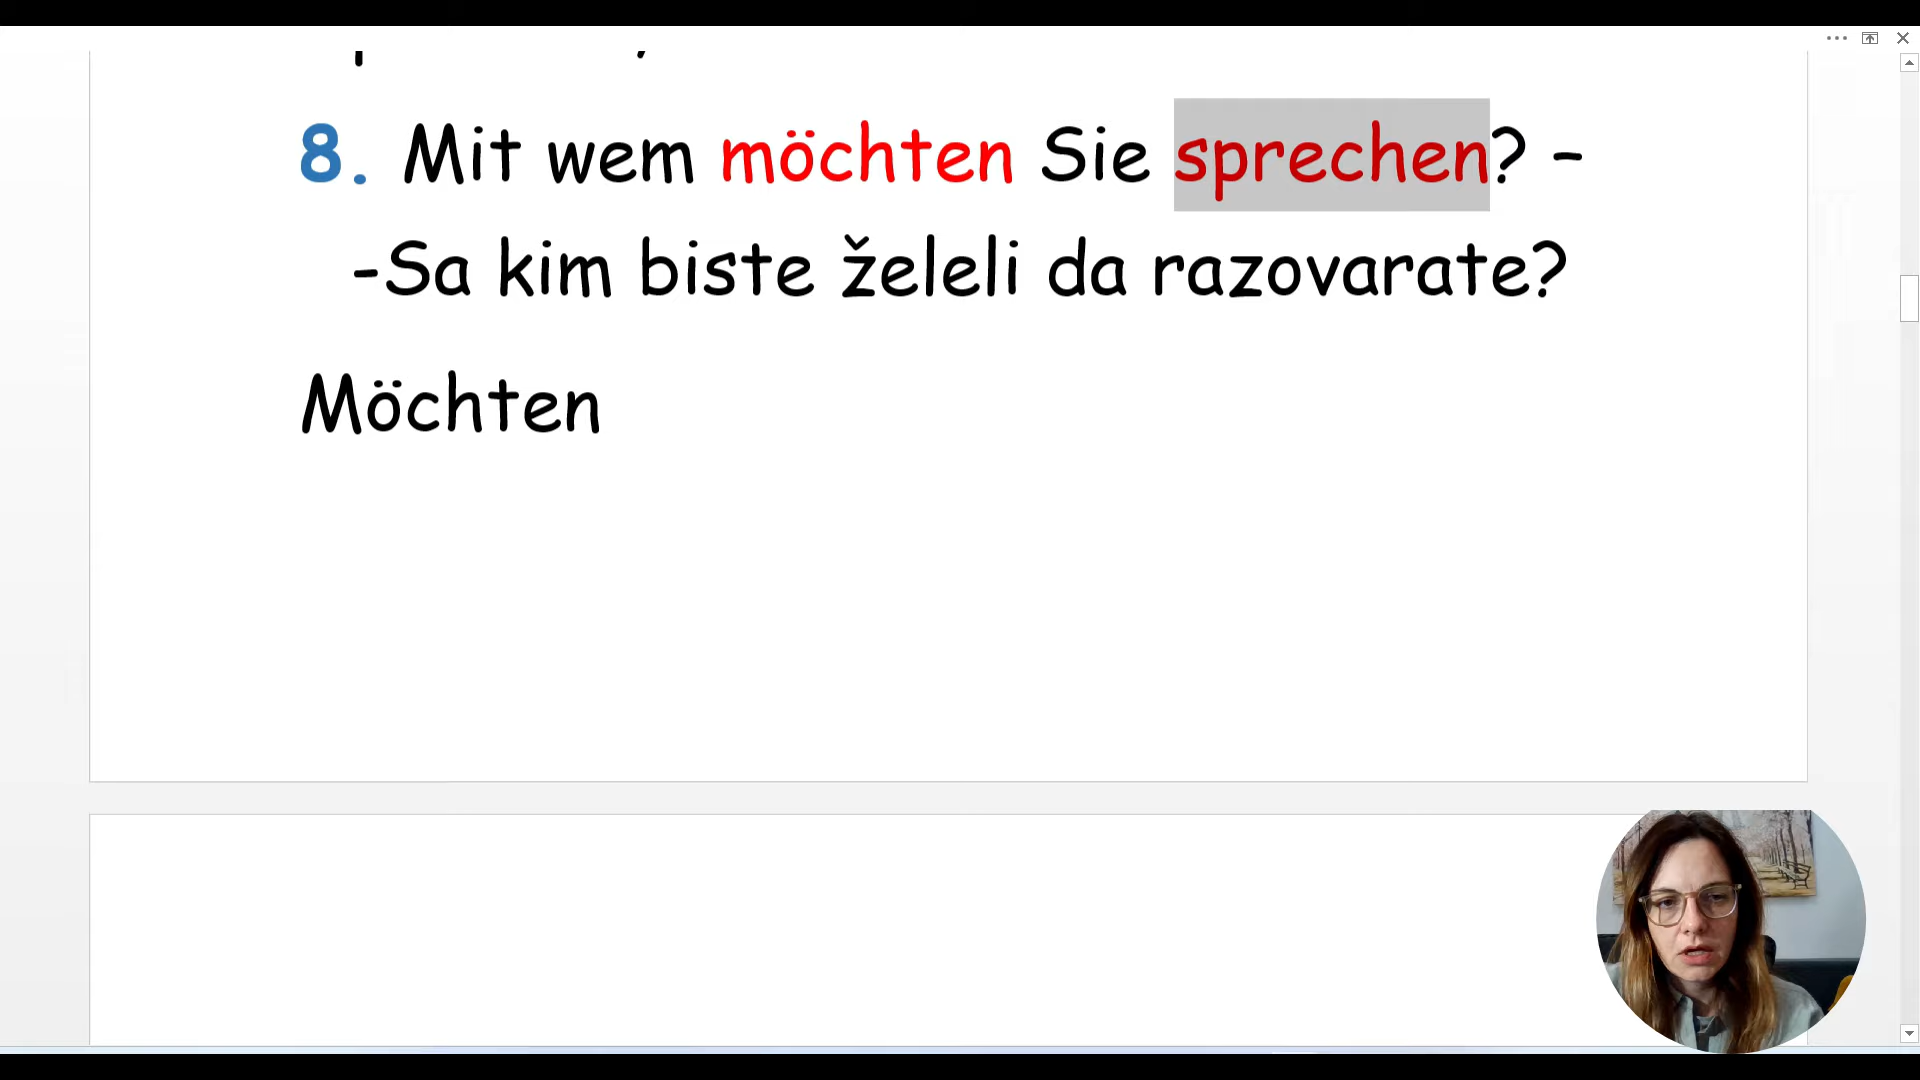 8. Mit wem möchten Sie sprechen? –
-Sa kim biste želeli da razovarate?
Möchten